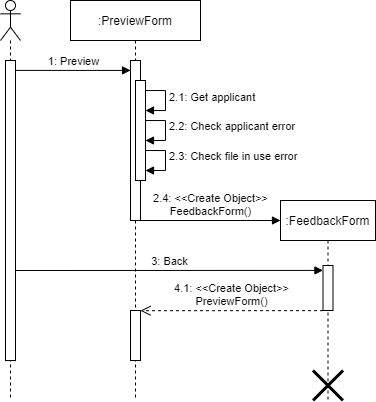 :PreviewForm
1: Preview
2.1: Get applicant
2.2: Check applicant error
2.3: Check file in use error
2.4: <<Create Object>>
FeedbackForm()
:FeedbackForm
3: Back
4.1: <<Create Object>>
PreviewForm()